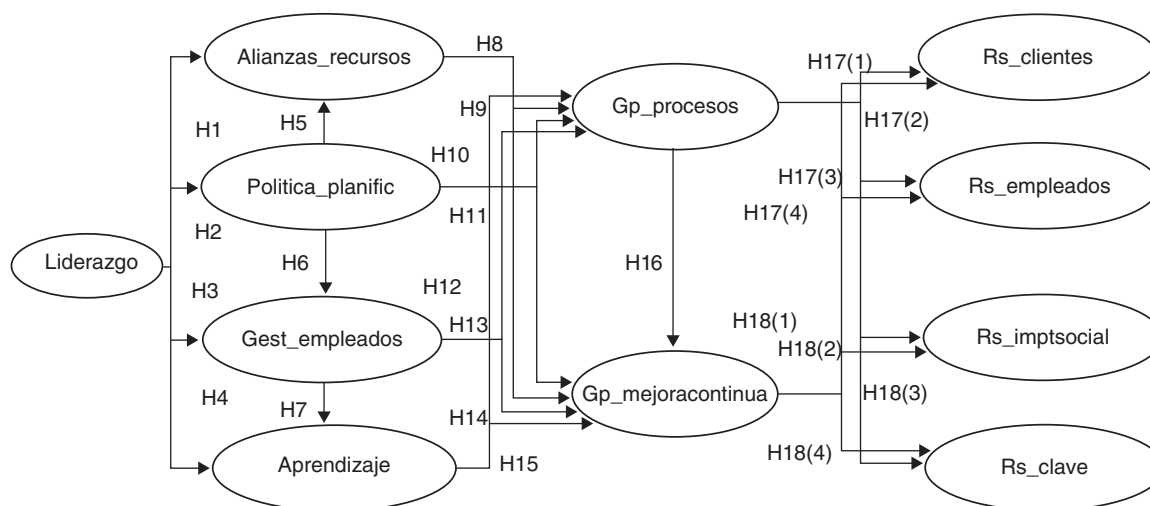 Alianzas_recursos
H8
H17(1)
Rs_clientes
H1
H5
H9
Gp_procesos
H17(2)
H10
Politica_planific
H11
H17(3)
H17(4)
Rs_empleados
H2
Liderazgo
H6
H16
H3
H12
Gest_empleados
H13
H18(1)
H18(2)
Rs_imptsocial
Gp_mejoracontinua
H18(3)
H4
H7
H14
Aprendizaje
H15
H18(4)
Rs_clave